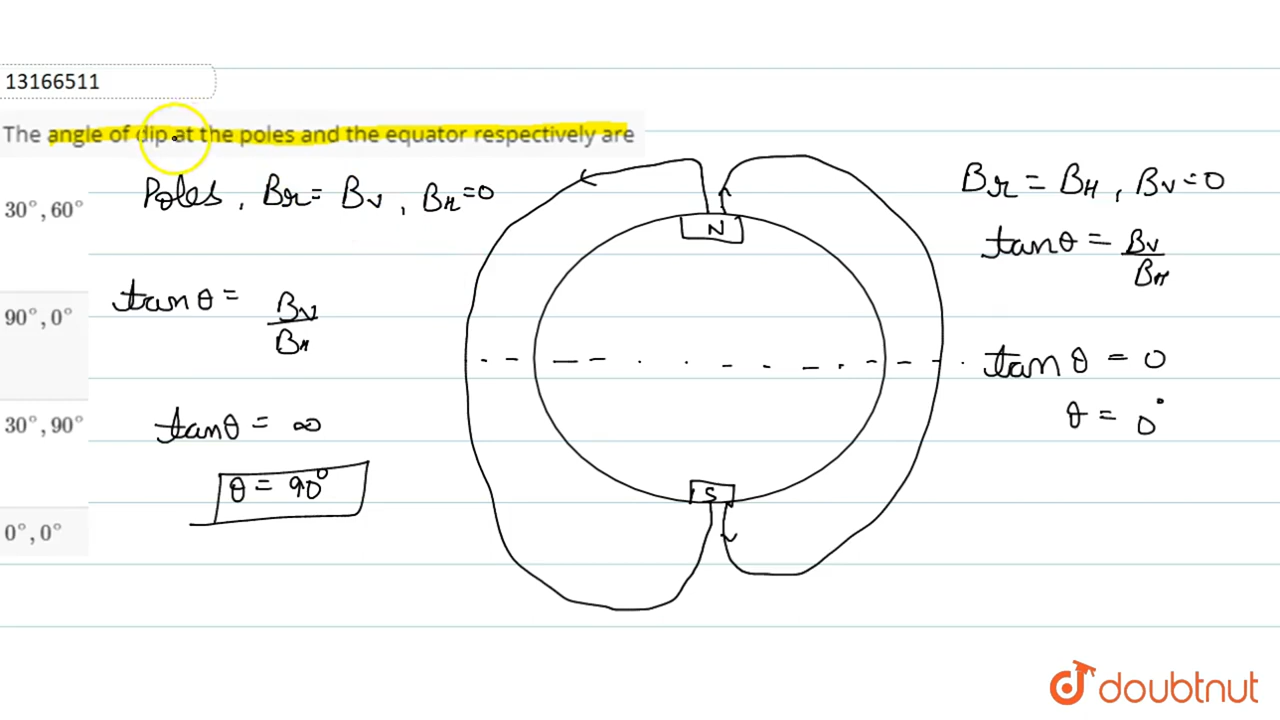 13166511
The angle of dip at the poles and the equator respectively are
30°, 60°
90°, 0°
30°, 90°
0°, 0°
Poles, Br = BV, BH = 0
tanθ = BV/BH
tanθ = ∞
θ = 90°
N
S
Br = BH, BV = 0
tanθ = BV/BH
tanθ = 0
θ = 0°
doubtnut